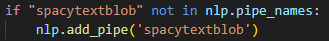 if "spacytextblob" not in nlp.pipe_names:
    nlp.add_pipe('spacytextblob')